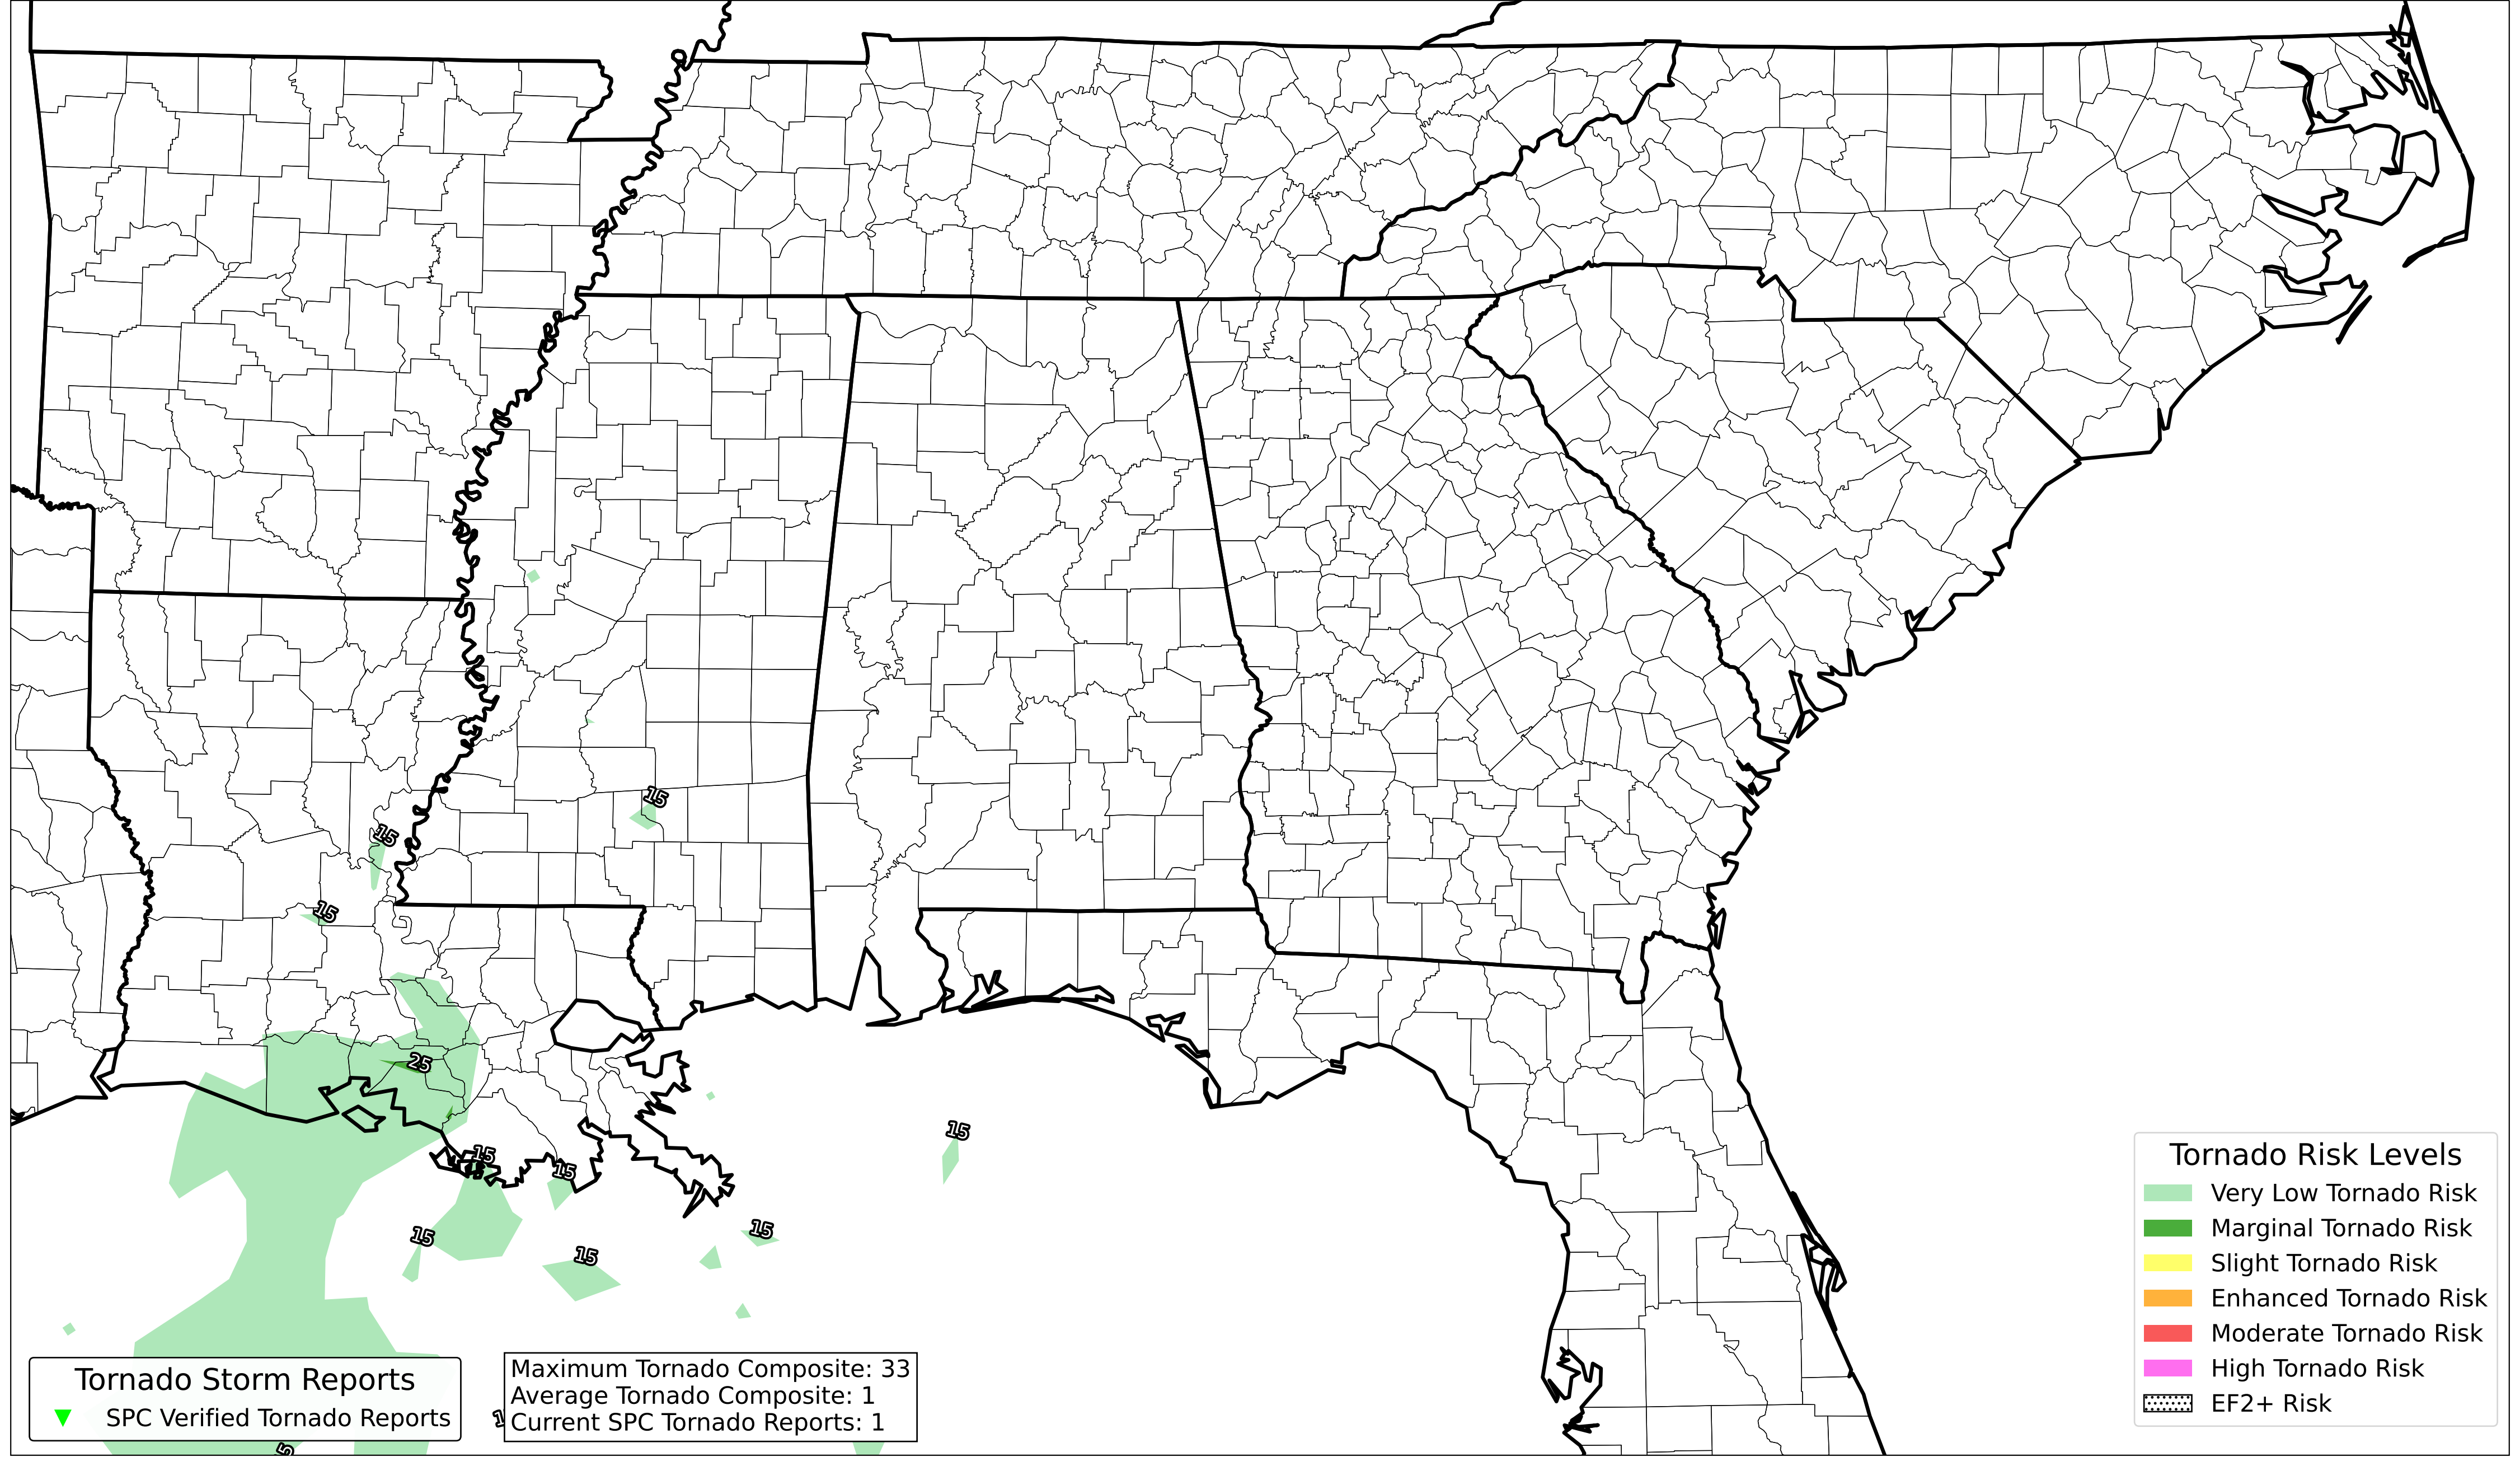 15
15
15
25
15
15
15
15
15
15
Tornado Risk Levels
Very Low Tornado Risk
Marginal Tornado Risk
Slight Tornado Risk
Enhanced Tornado Risk
Moderate Tornado Risk
High Tornado Risk
EF2+ Risk
Tornado Storm Reports
SPC Verified Tornado Reports
Maximum Tornado Composite: 33
Average Tornado Composite: 1
Current SPC Tornado Reports: 1